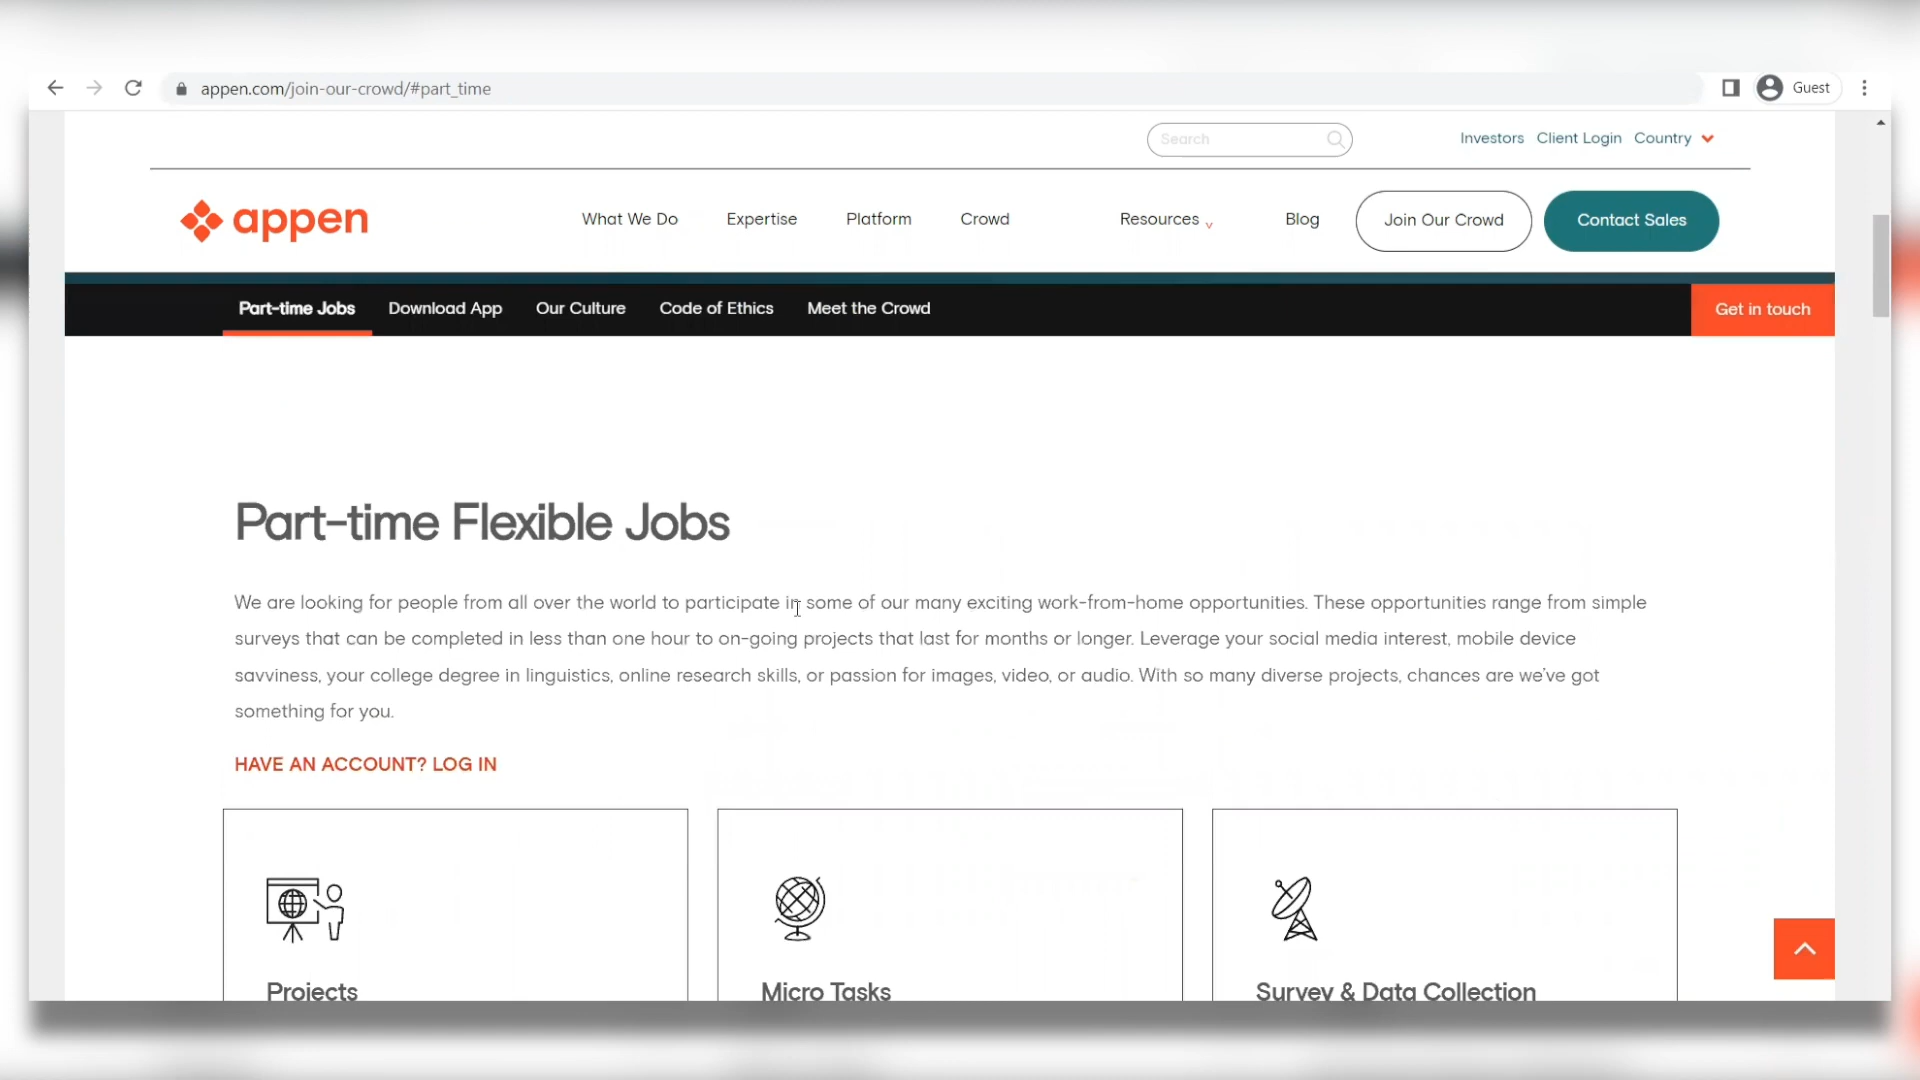 appen.com/join-our-crowd/#part_time
Guest
Search
Investors Client Login Country
appen
What We Do Expertise Platform Crowd Resources Blog Join Our Crowd Contact Sales
Part-time Jobs Download App Our Culture Code of Ethics Meet the Crowd Get in touch
Part-time Flexible Jobs
We are looking for people from all over the world to participate in some of our many exciting work-from-home opportunities. These opportunities range from simple
surveys that can be completed in less than one hour to on-going projects that last for months or longer. Leverage your social media interest, mobile device
savviness, your college degree in linguistics, online research skills, or passion for images, video, or audio. With so many diverse projects, chances are we've got
something for you.
HAVE AN ACCOUNT? LOG IN
Projects Micro Tasks Survey & Data Collection